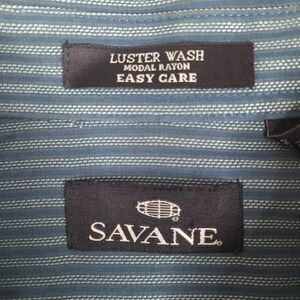 LUSTER WASH
MODAL RAYON
EASY CARE
SAVANE